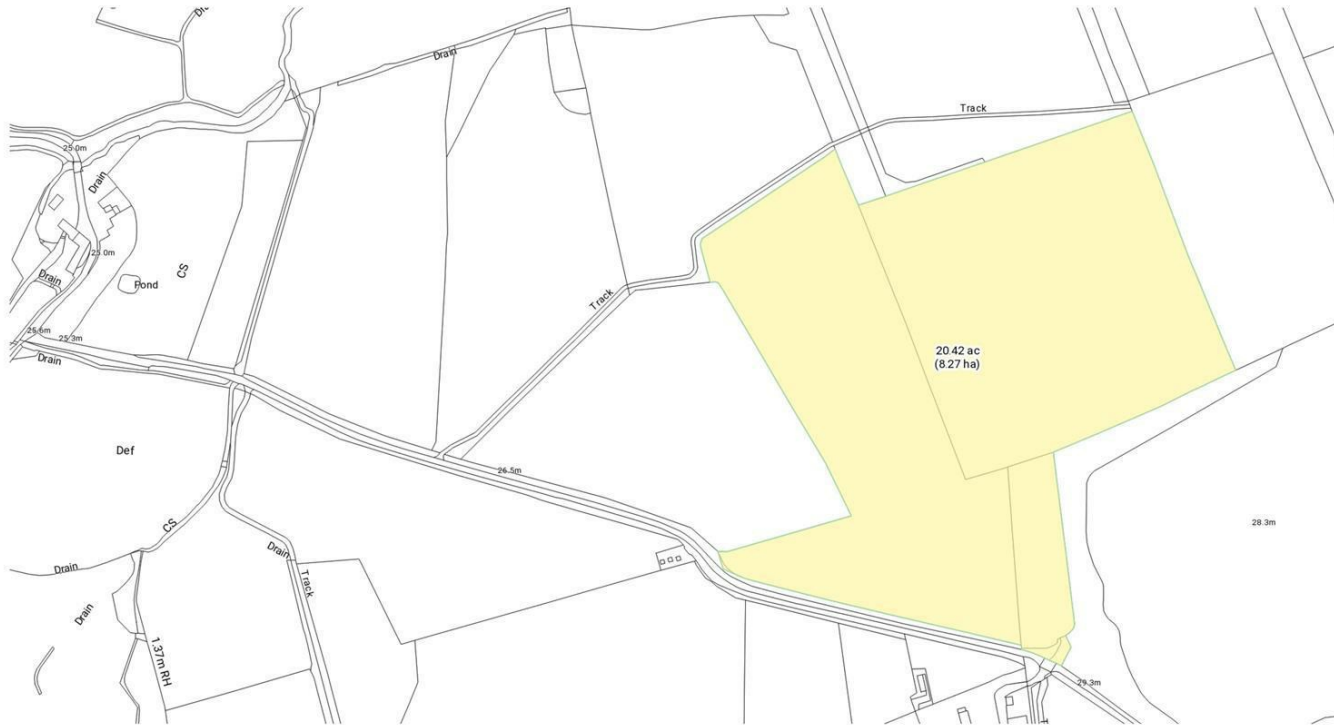 Drain
Track
25.0m
Drain
25.0m
CS
Drain
Pond
Track
25.6m
25.3m
Drain
20.42 ac
(8.27 ha)
Def
26.5m
CS
28.3m
Drain
Drain
Track
Drain
1.37m RH
29.3m